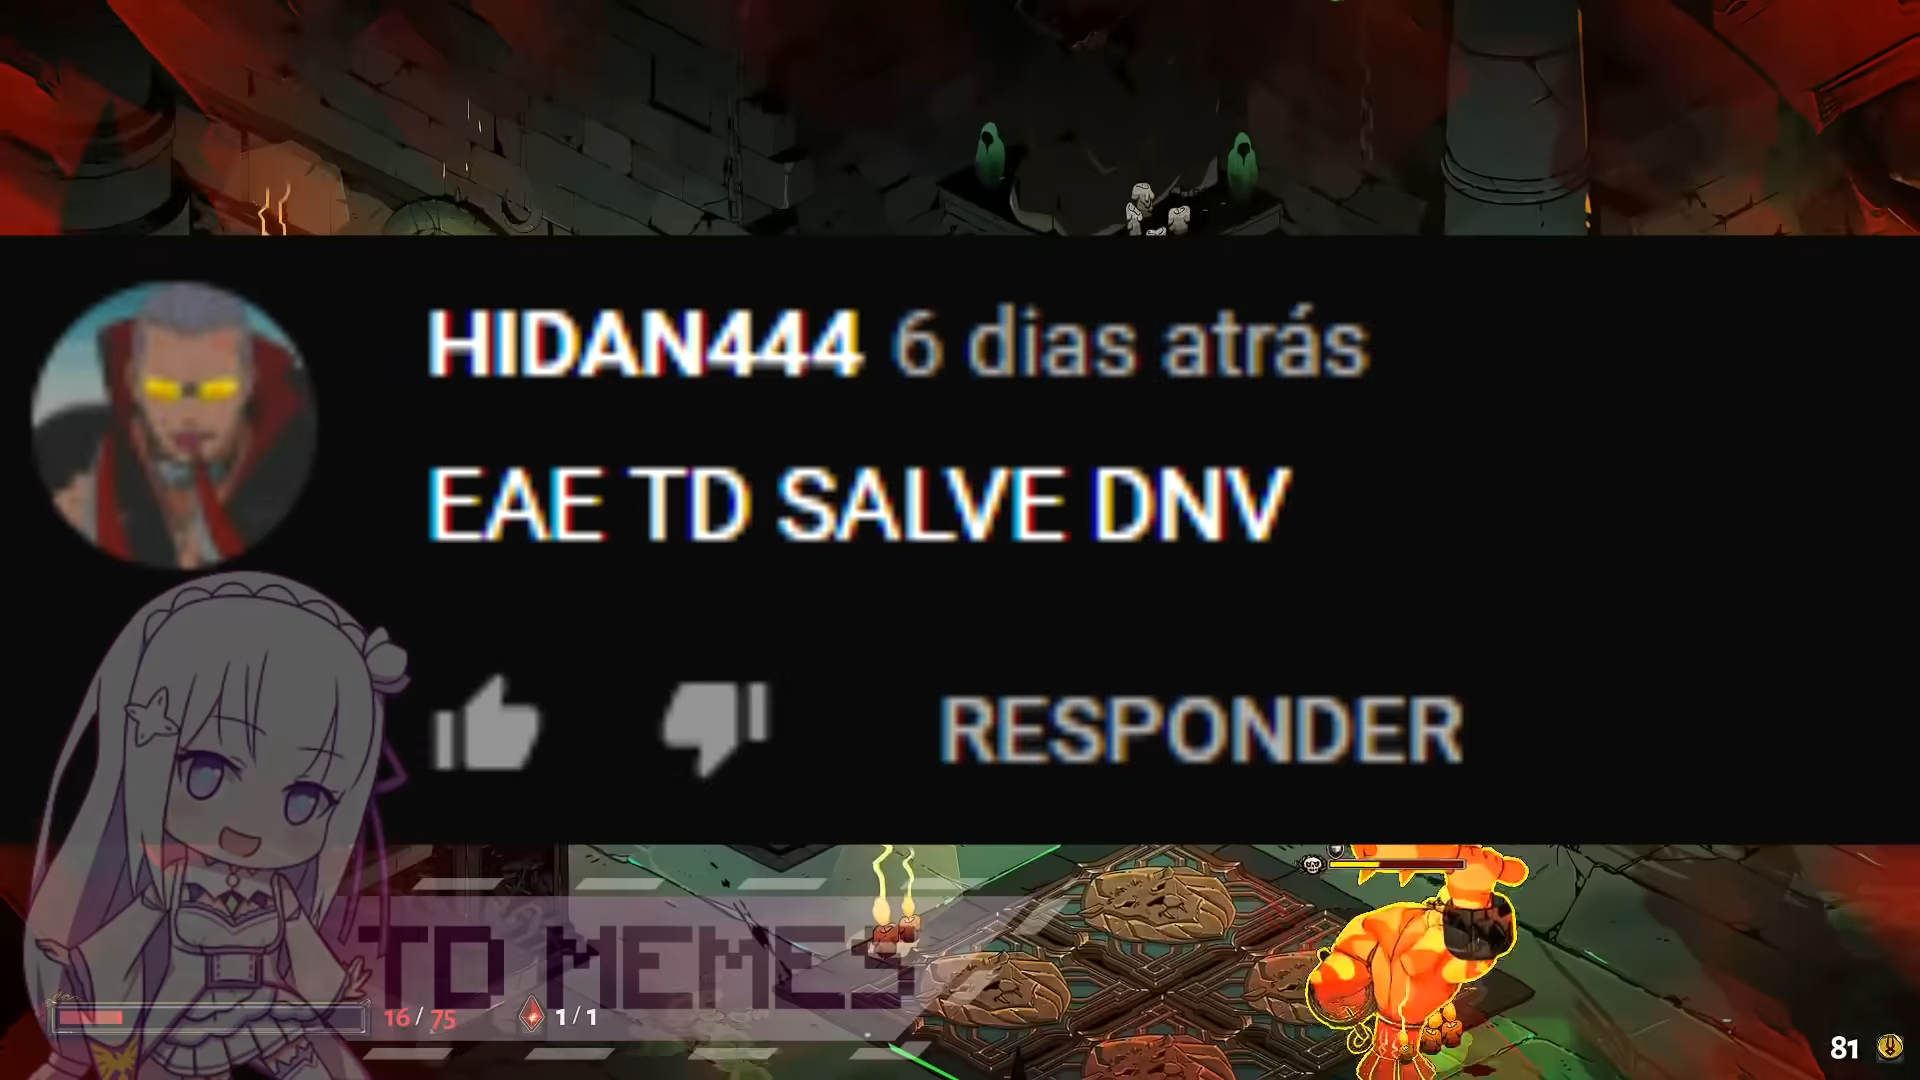 HIDAN444 6 dias atrás
EAE TD SALVE DNV
RESPONDER
TD MEMES
16 / 75 1 / 1
81